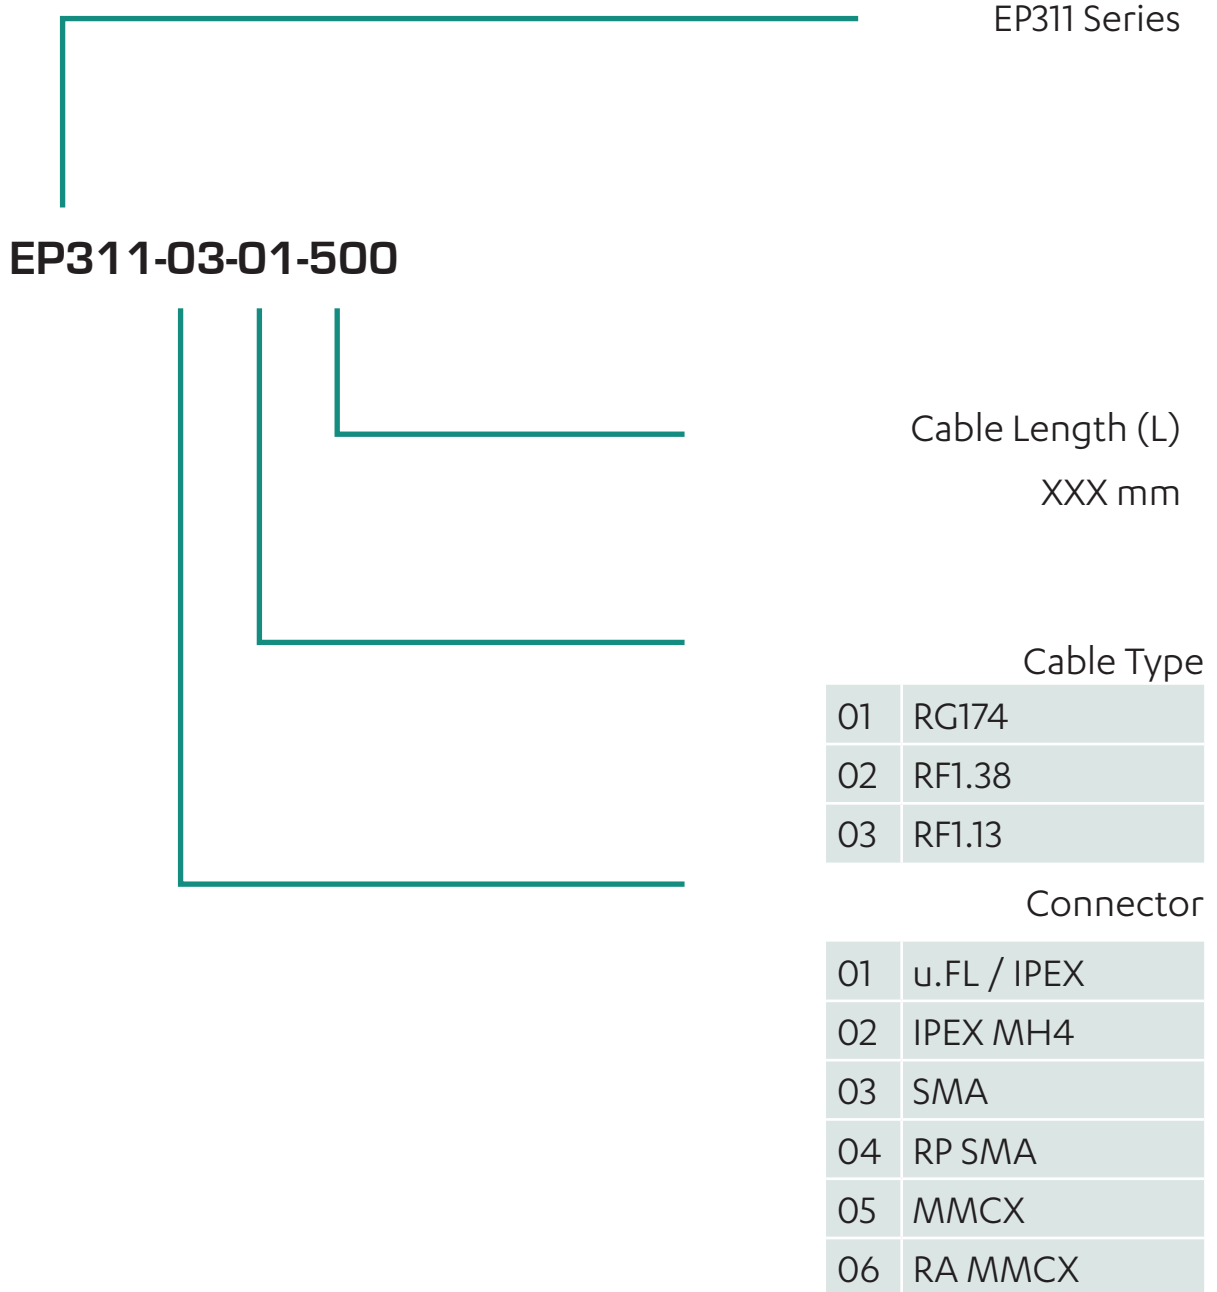 EP311 Series
EP311-03-01-500
Cable Length (L)
XXX mm
Cable Type
01 RG174
02 RF1.38
03 RF1.13
Connector
01 u.FL / IPEX
02 IPEX MH4
03 SMA
04 RP SMA
05 MMCX
06 RA MMCX